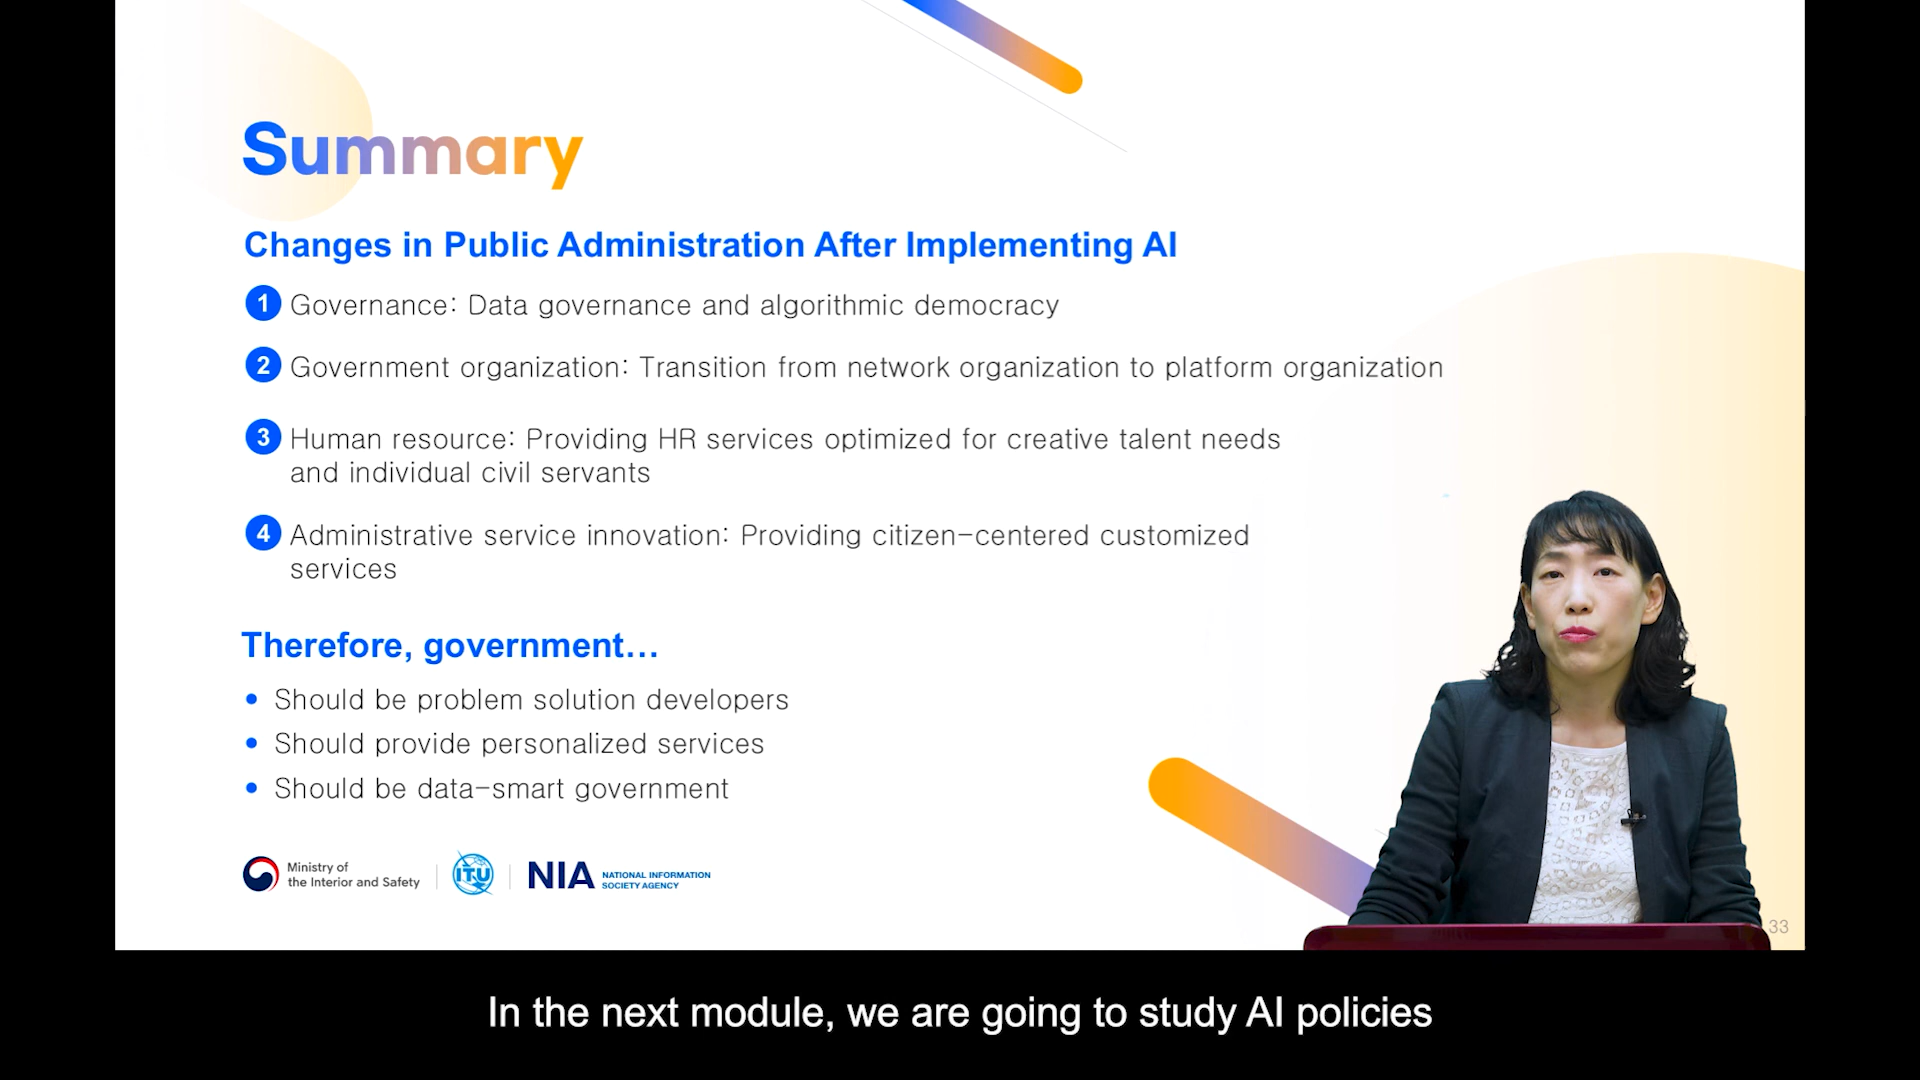 Summary
Changes in Public Administration After Implementing AI
1 Governance: Data governance and algorithmic democracy
2 Government organization: Transition from network organization to platform organization
3 Human resource: Providing HR services optimized for creative talent needs
and individual civil servants
4 Administrative service innovation: Providing citizen-centered customized
services
Therefore, government...
• Should be problem solution developers
• Should provide personalized services
• Should be data-smart government
Ministry of
the Interior and Safety
ITU
NIA NATIONAL INFORMATION
SOCIETY AGENCY
33
In the next module, we are going to study AI policies